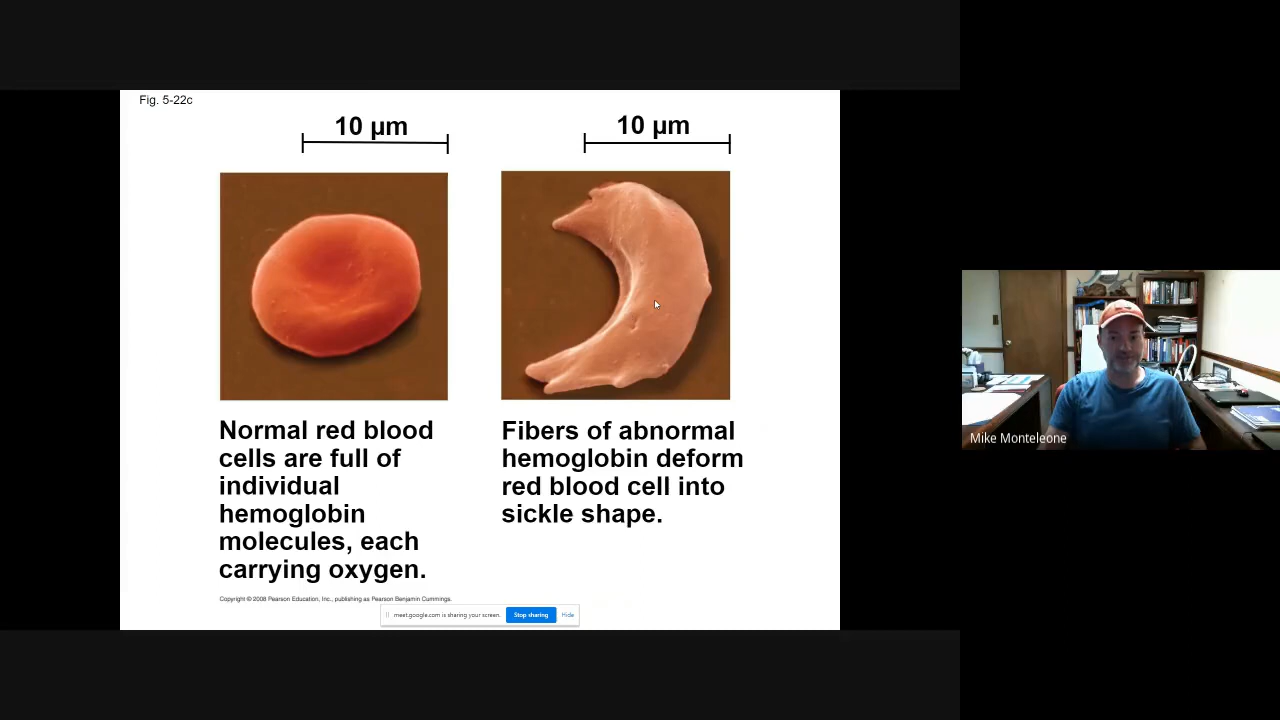 Fig. 5-22c
10 µm
10 µm
Normal red blood
cells are full of
individual
hemoglobin
molecules, each
carrying oxygen.
Fibers of abnormal
hemoglobin deform
red blood cell into
sickle shape.
Copyright © 2008 Pearson Education, Inc., publishing as Pearson Benjamin Cummings.
meet.google.com is sharing your screen.
Stop sharing
Hide
Mike Monteleone